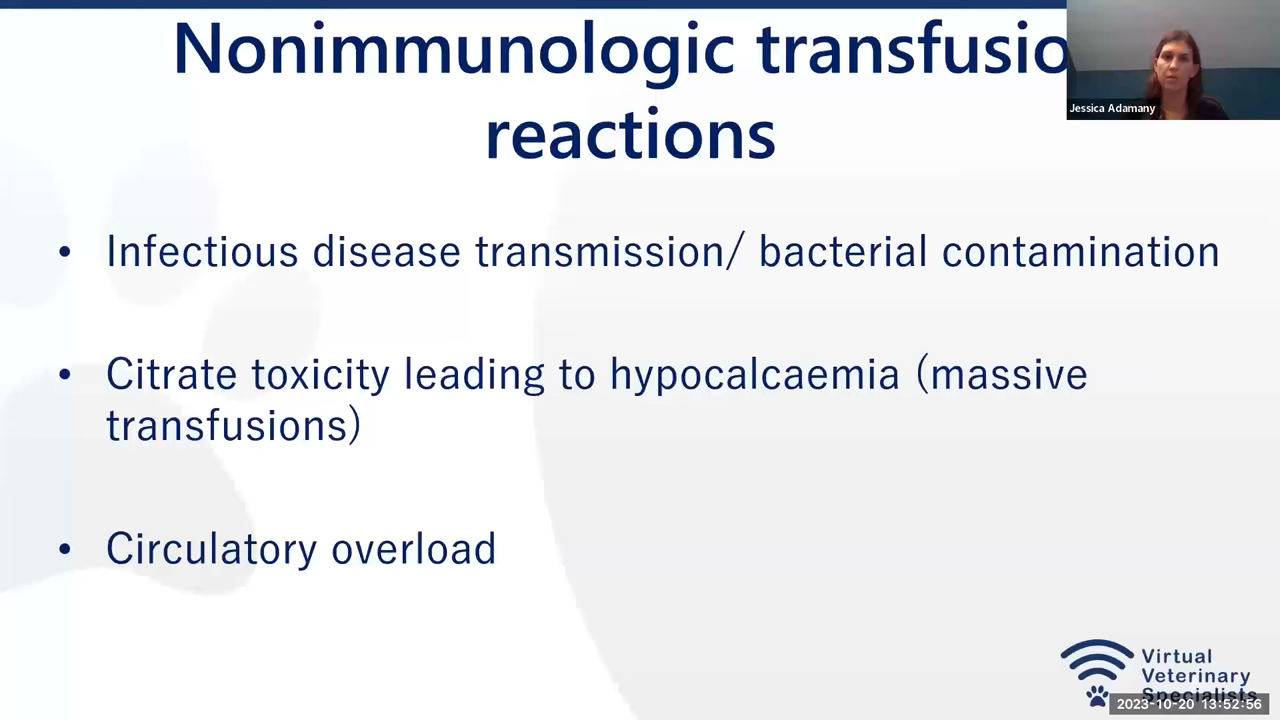 Nonimmunologic transfusio
reactions
Jessica Adamany
• Infectious disease transmission/ bacterial contamination
• Citrate toxicity leading to hypocalcaemia (massive
transfusions)
• Circulatory overload
Virtual
Veterinary
Specialists
2023-10-20 13:52:56